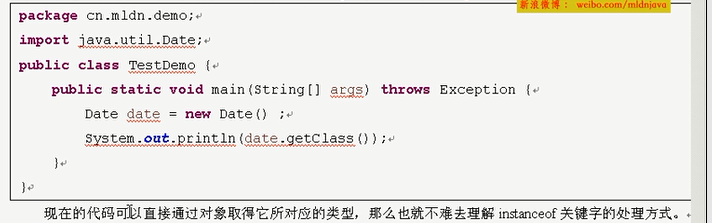 新浪微博： weibo.com/mldnjava
package cn.mldn.demo;
import java.util.Date;
public class TestDemo {
public static void main(String[] args) throws Exception {
Date date = new Date() ;
System.out.println(date.getClass());
}
}
现在的代码可以直接通过对象取得它所对应的类型，那么也就不难去理解 instanceof 关键字的处理方式。